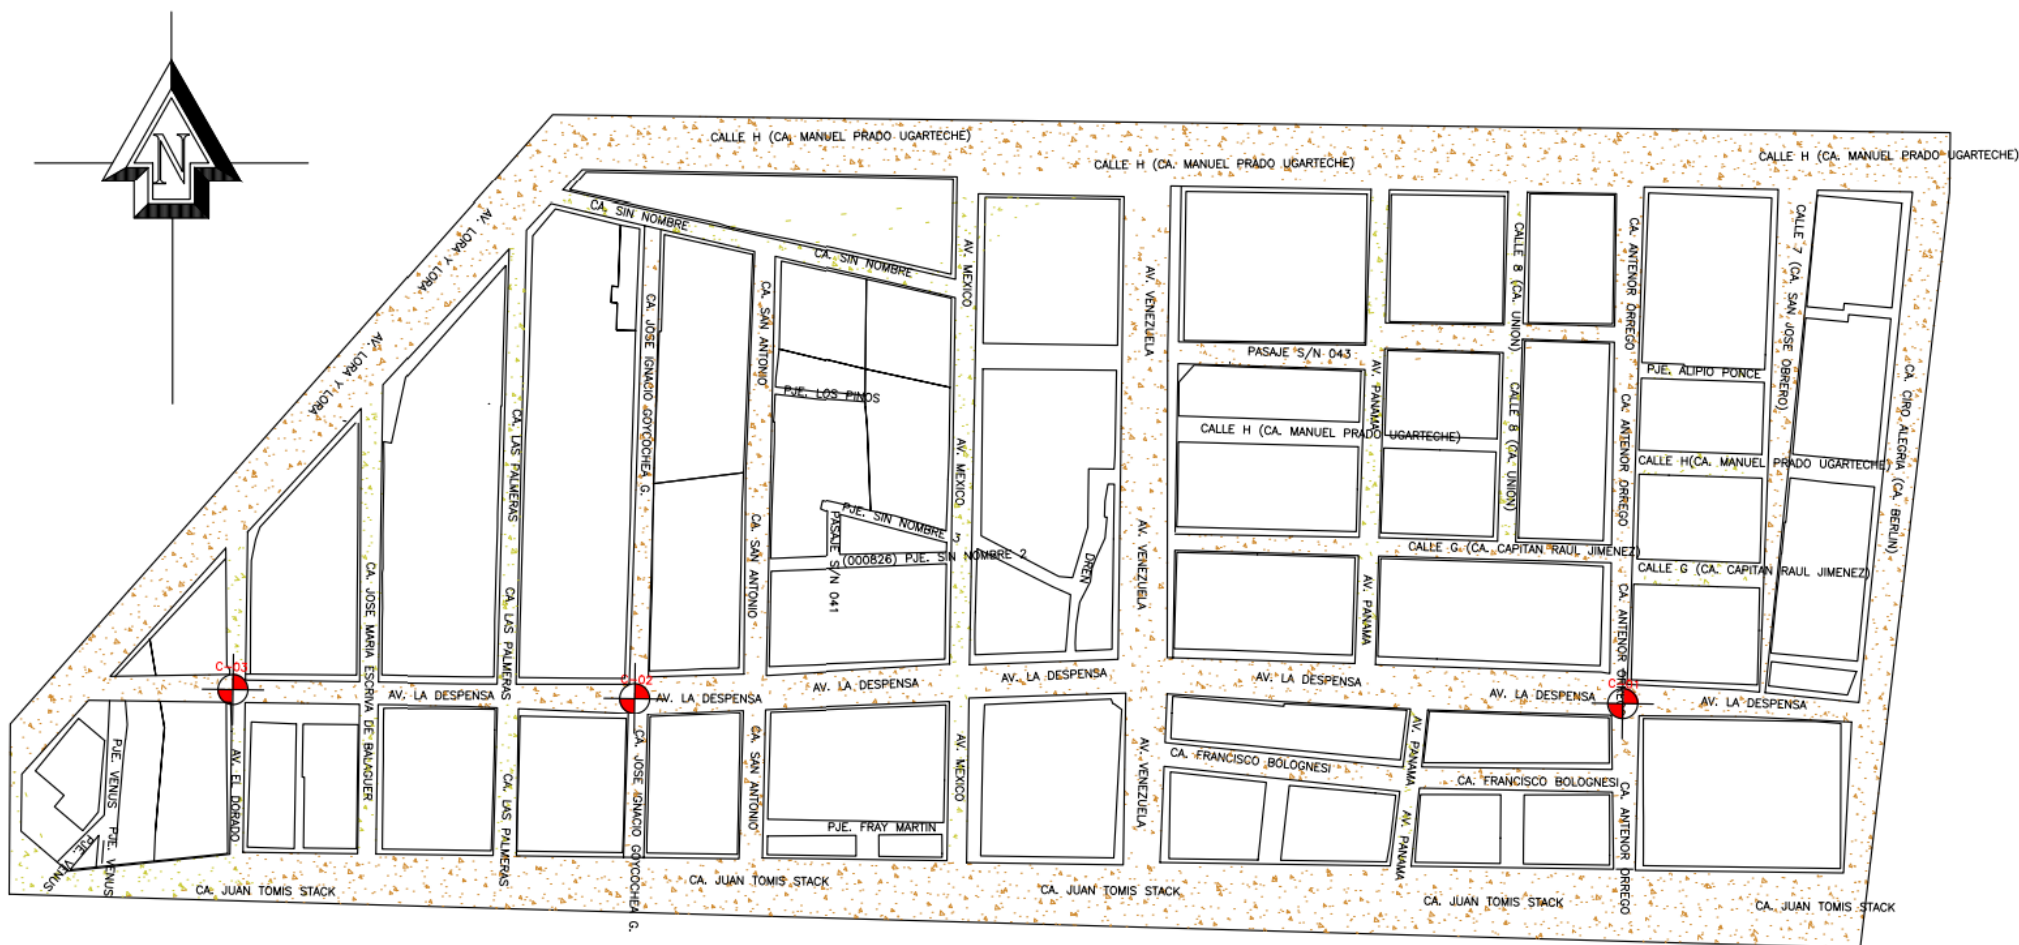 N
CALLE H (CA. MANUEL PRADO UGARTECHE)
CALLE H (CA. MANUEL PRADO UGARTECHE)
CALLE H (CA. MANUEL PRADO UGARTECHE)
AV. LORA Y LORA
AV. LORA Y LORA
CA. SIN NOMBRE
CA. SIN NOMBRE
AV. MEXICO
AV. VENEZUELA
CALLE 8 (CA. UNION)
CA. ANTENOR ORREGO
CALLE 7 (CA. SAN JOSE OBRERO)
CA. JOSE IGNACIO GOYCOCHEA G.
CA. SAN ANTONIO
PASAJE S/N 043
AV. PANAMA
PJE. ALIPIO PONCE
CA. CIRO ALEGRIA (CA. BERLIN)
PJE. LOS PINOS
CALLE 8 (CA. UNION)
CA. ANTENOR ORREGO
CA. LAS PALMERAS
AV. MEXICO
CALLE H (CA. MANUEL PRADO UGARTECHE)
CALLE H(CA. MANUEL PRADO UGARTECHE)
PJE. SIN NOMBRE 3
PASAJE S/N 041
(000826) PJE. SIN NOMBRE 2
DREN
CA. SAN ANTONIO
AV. VENEZUELA
CALLE G (CA. CAPITAN RAUL JIMENEZ)
CALLE G (CA. CAPITAN RAUL JIMENEZ)
CA. JOSE MARIA ESCRIVA DE BALAGUER
CA. LAS PALMERAS
AV. PANAMA
CA. ANTENOR ORREGO
C-03
C-02
C-01
AV. LA DESPENSA
AV. LA DESPENSA
AV. LA DESPENSA
AV. LA DESPENSA
AV. LA DESPENSA
AV. LA DESPENSA
AV. LA DESPENSA
PJE. VENUS
PJE. VENUS
PJE. VENUS
AV. EL DORADO
CA. LAS PALMERAS
CA. JOSE IGNACIO GOYCOCHEA G.
CA. SAN ANTONIO
AV. MEXICO
AV. VENEZUELA
CA. FRANCISCO BOLOGNESI
AV. PANAMA
CA. FRANCISCO BOLOGNESI
AV. PANAMA
CA. ANTENOR ORREGO
PJE. FRAY MARTIN
CA. JUAN TOMIS STACK
CA. JUAN TOMIS STACK
CA. JUAN TOMIS STACK
CA. JUAN TOMIS STACK
CA. JUAN TOMIS STACK